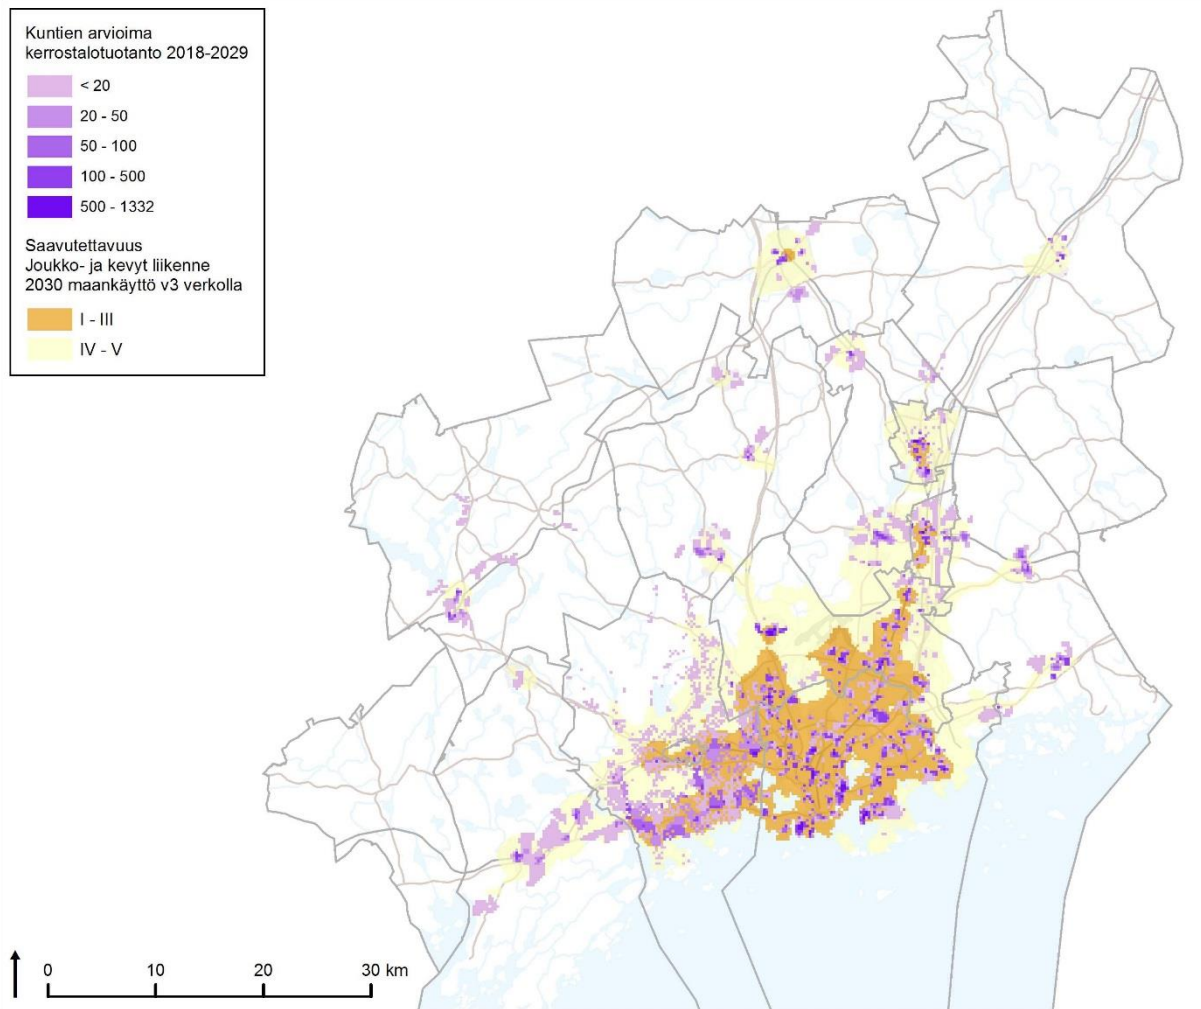 Kuntien arvioima
kerrostalotuotanto 2018-2029
< 20
20 - 50
50 - 100
100 - 500
500 - 1332
Saavutettavuus
Joukko- ja kevyt liikenne
2030 maankäyttö v3 verkolla
I - III
IV - V
0 10 20 30 km